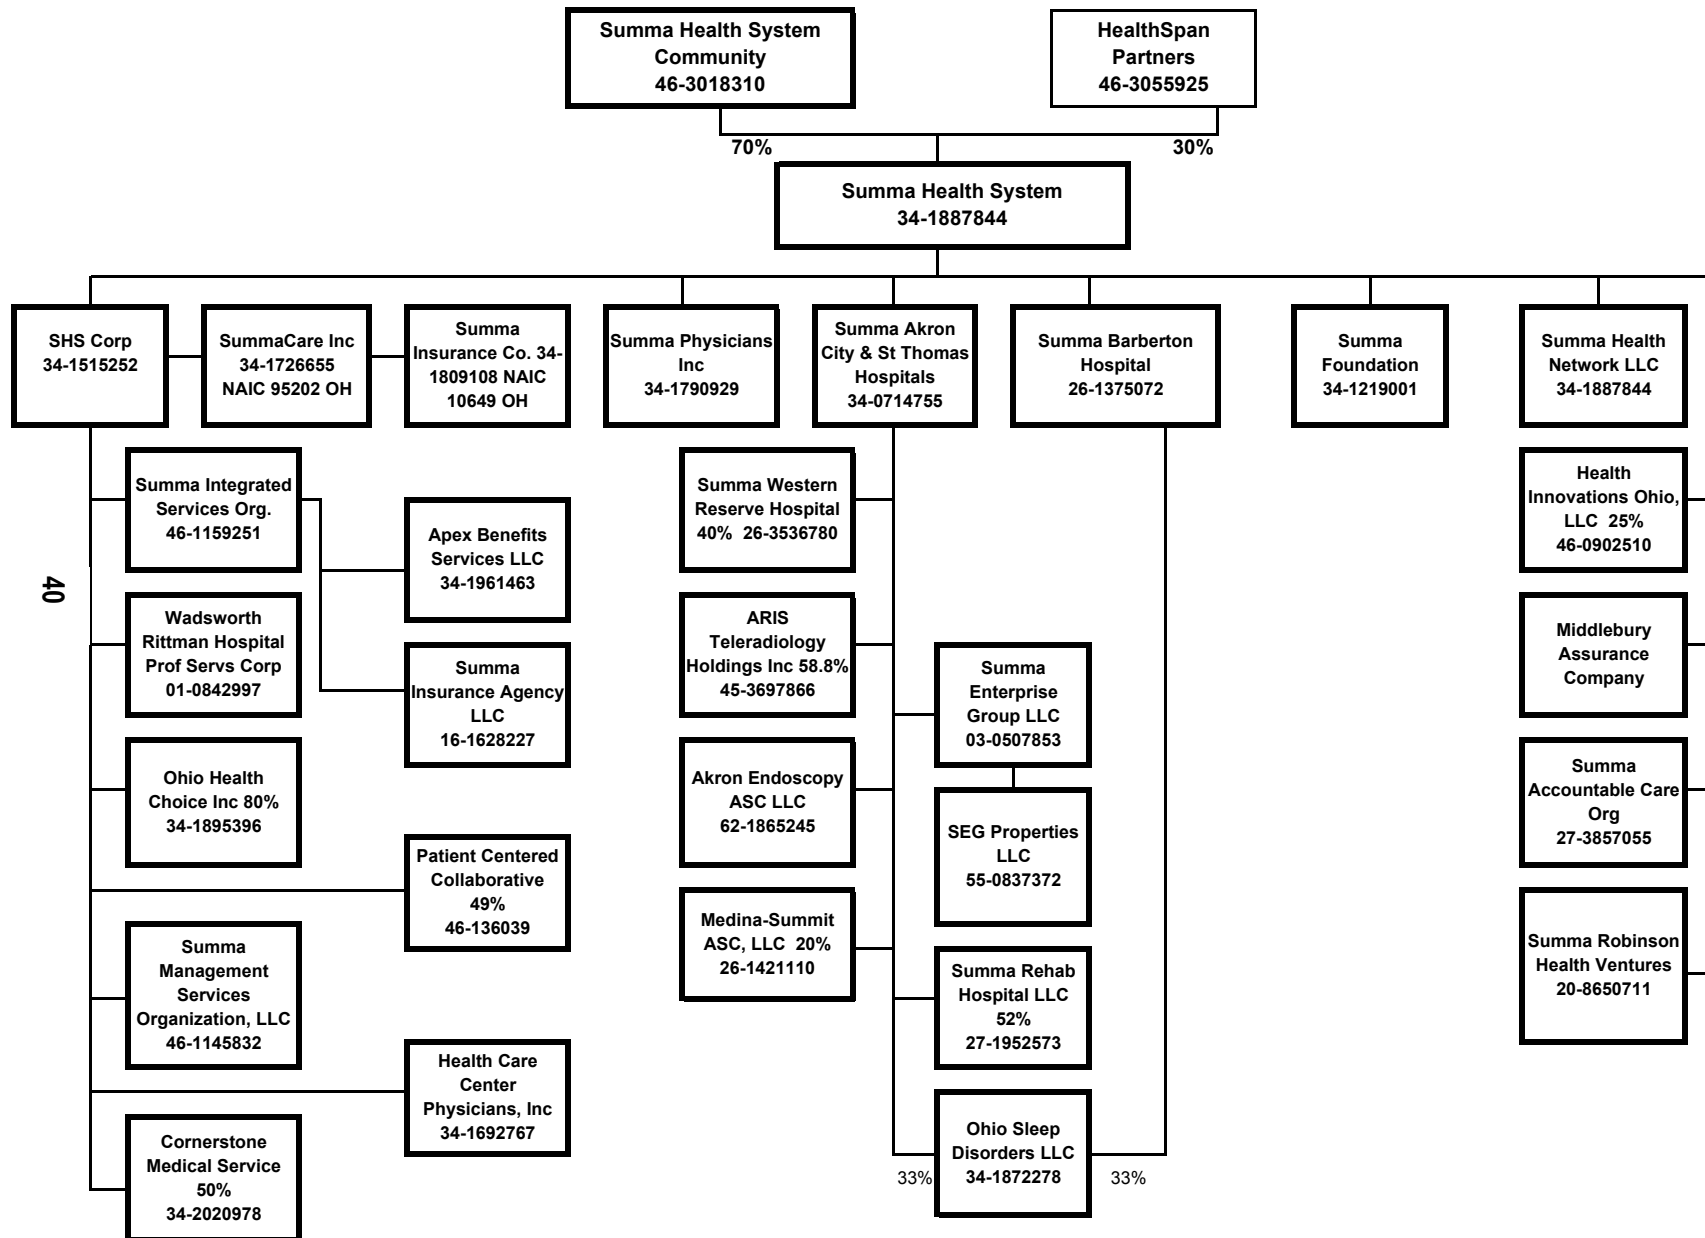 Summa Health System
Community
46-3018310
HealthSpan
Partners
46-3055925
70%
30%
Summa Health System
34-1887844
SHS Corp
34-1515252
SummaCare Inc
34-1726655
NAIC 95202 OH
Summa
Insurance Co. 34-
1809108 NAIC
10649 OH
Summa Physicians
Inc
34-1790929
Summa Akron
City & St Thomas
Hospitals
34-0714755
Summa Barberton
Hospital
26-1375072
Summa
Foundation
34-1219001
Summa Health
Network LLC
34-1887844
Summa Integrated
Services Org.
46-1159251
Apex Benefits
Services LLC
34-1961463
Summa Western
Reserve Hospital
40% 26-3536780
Health
Innovations Ohio,
LLC 25%
46-0902510
40
Wadsworth
Rittman Hospital
Prof Servs Corp
01-0842997
Summa
Insurance Agency
LLC
16-1628227
ARIS
Teleradiology
Holdings Inc 58.8%
45-3697866
Summa
Enterprise
Group LLC
03-0507853
Middlebury
Assurance
Company
Ohio Health
Choice Inc 80%
34-1895396
Akron Endoscopy
ASC LLC
62-1865245
SEG Properties
LLC
55-0837372
Summa
Accountable Care
Org
27-3857055
Patient Centered
Collaborative
49%
46-136039
Medina-Summit
ASC, LLC 20%
26-1421110
Summa
Management
Services
Organization, LLC
46-1145832
Summa Rehab
Hospital LLC
52%
27-1952573
Summa Robinson
Health Ventures
20-8650711
Health Care
Center
Physicians, Inc
34-1692767
Cornerstone
Medical Service
50%
34-2020978
33%
Ohio Sleep
Disorders LLC
34-1872278
33%